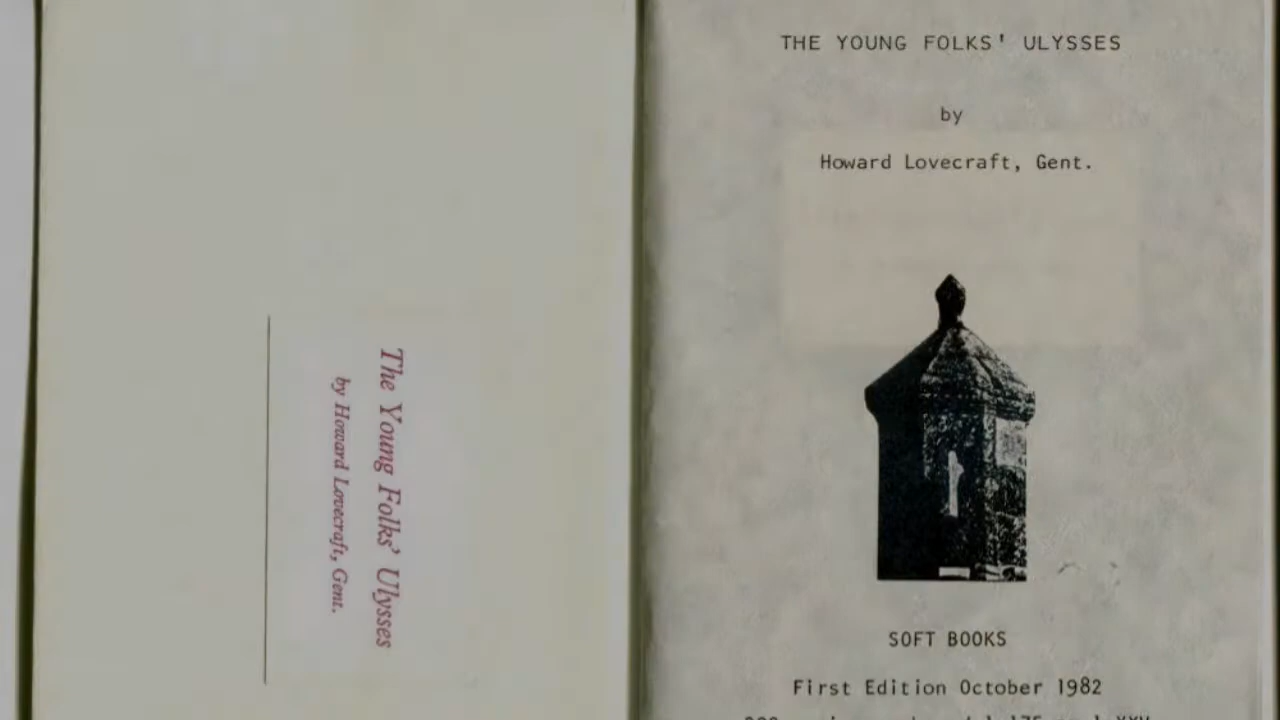 The Young Folks' Ulysses
by Howard Lovecraft, Gent.
THE YOUNG FOLKS' ULYSSES
by
Howard Lovecraft, Gent.
SOFT BOOKS
First Edition October 1982